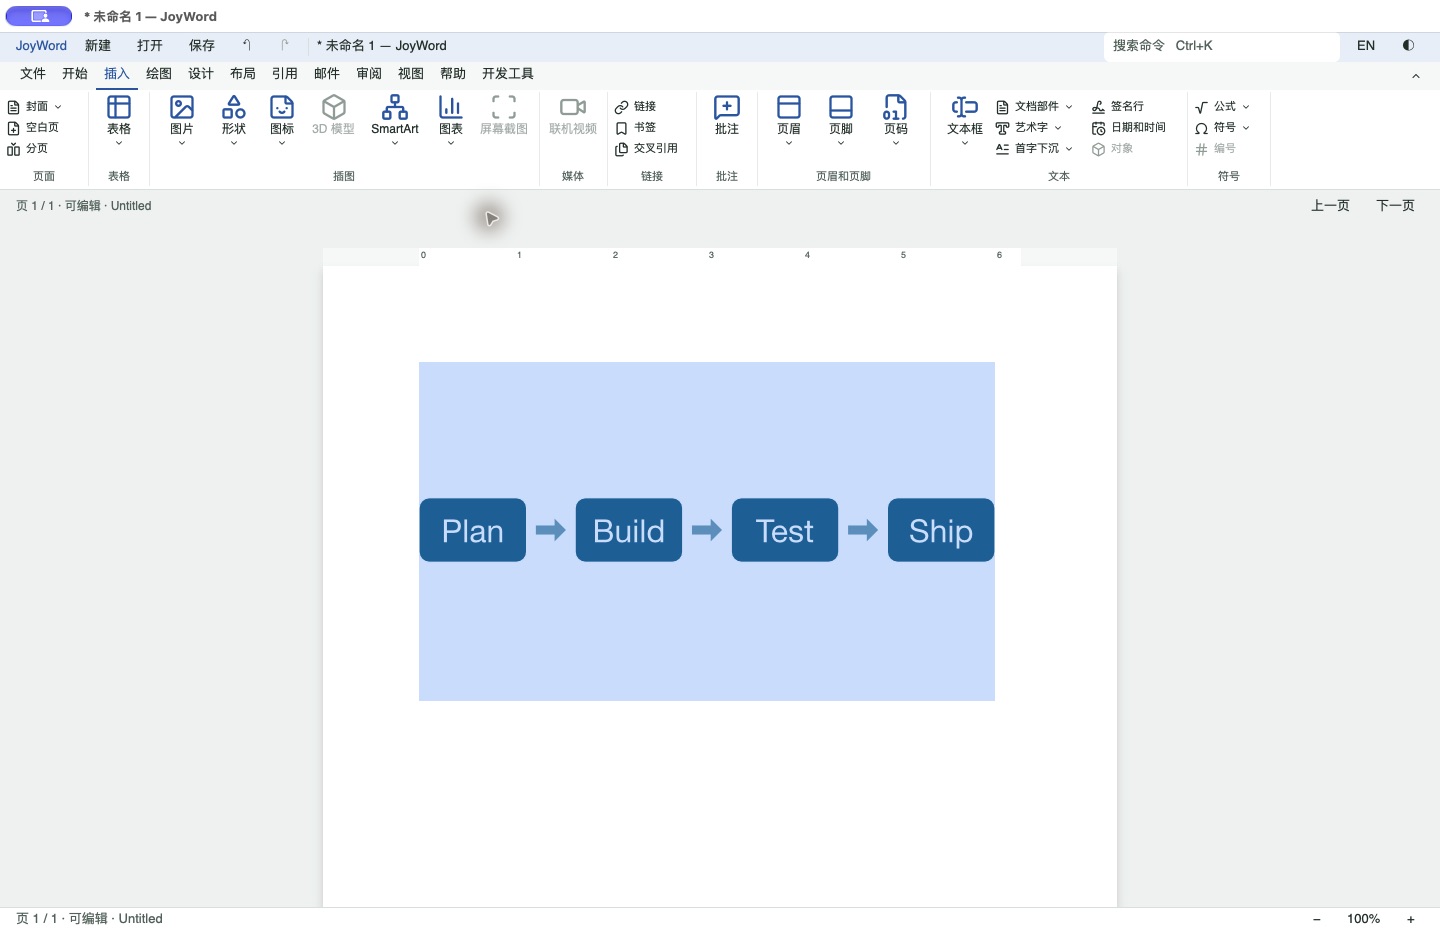 * 未命名 1 — JoyWord
JoyWord 新建 打开 保存 * 未命名 1 — JoyWord 搜索命令 Ctrl+K EN
文件 开始 插入 绘图 设计 布局 引用 邮件 审阅 视图 帮助 开发工具
封面
空白页
分页
页面
表格
表格
图片 形状 图标 3D 模型 SmartArt 图表 屏幕截图
插图
联机视频
媒体
链接
书签
交叉引用
链接
批注
批注
页眉 页脚 页码
页眉和页脚
文本框
文档部件 签名行
艺术字 日期和时间
首字下沉 对象
文本
公式
符号
编号
符号
页 1 / 1 · 可编辑 · Untitled 上一页 下一页
0 1 2 3 4 5 6
Plan Build Test Ship
页 1 / 1 · 可编辑 · Untitled − 100% +